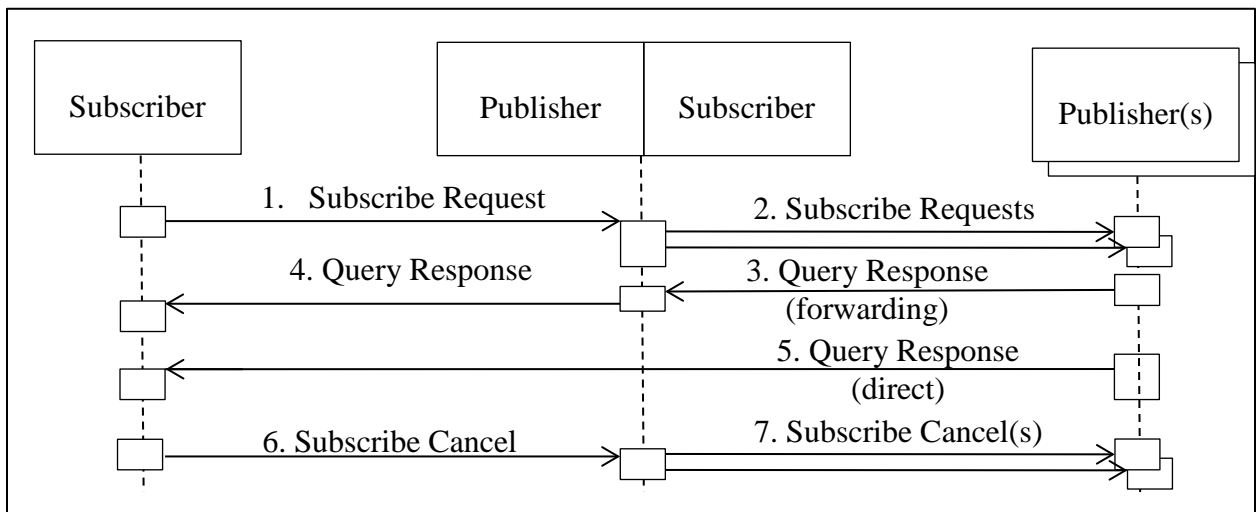 Subscriber
Publisher
Subscriber
Publisher(s)
1. Subscribe Request
2. Subscribe Requests
4. Query Response
3. Query Response
(forwarding)
5. Query Response
(direct)
6. Subscribe Cancel
7. Subscribe Cancel(s)